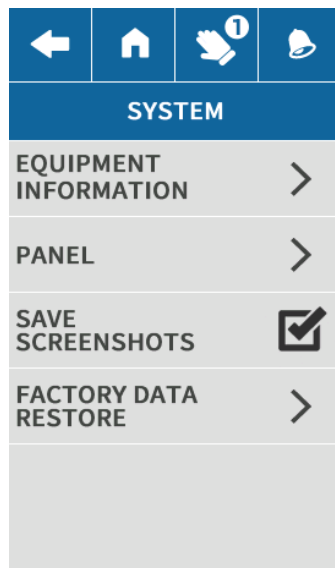 1
SYSTEM
EQUIPMENT
INFORMATION
PANEL
SAVE
SCREENSHOTS
FACTORY DATA
RESTORE